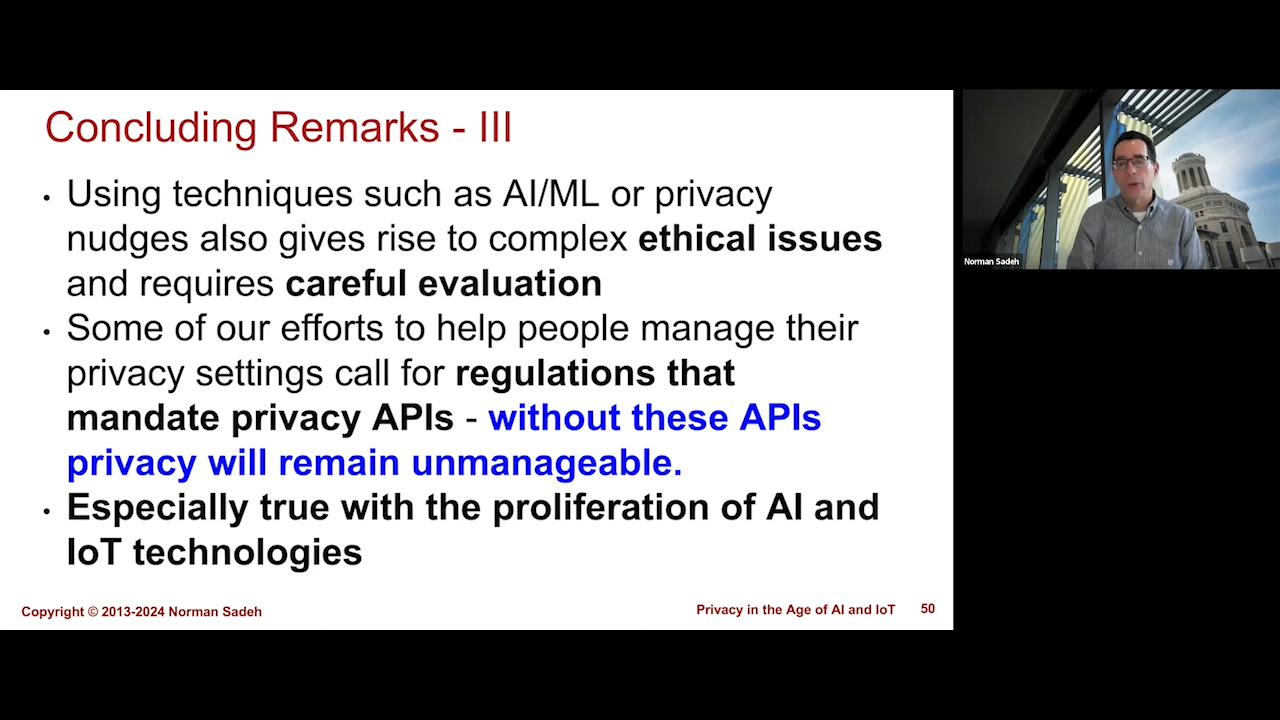 Concluding Remarks - III
• Using techniques such as AI/ML or privacy
nudges also gives rise to complex ethical issues
and requires careful evaluation
• Some of our efforts to help people manage their
privacy settings call for regulations that
mandate privacy APIs - without these APIs
privacy will remain unmanageable.
• Especially true with the proliferation of AI and
IoT technologies
Copyright © 2013-2024 Norman Sadeh
Privacy in the Age of AI and IoT 50
Norman Sadeh